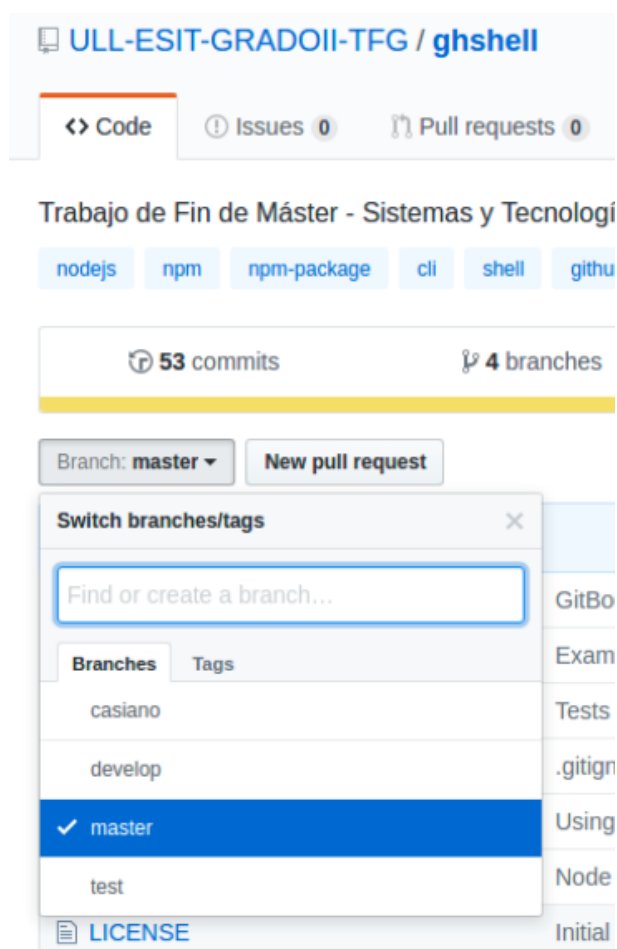 ULL-ESIT-GRADOII-TFG / ghshell
Code Issues 0 Pull requests 0
Trabajo de Fin de Máster - Sistemas y Tecnologí
nodejs npm npm-package cli shell githu
53 commits 4 branches
Branch: master New pull request
Switch branches/tags
Find or create a branch...
GitBo
Branches Tags
Exam
casiano
Tests
develop
.gitign
master
Using
test
Node
LICENSE
Initial